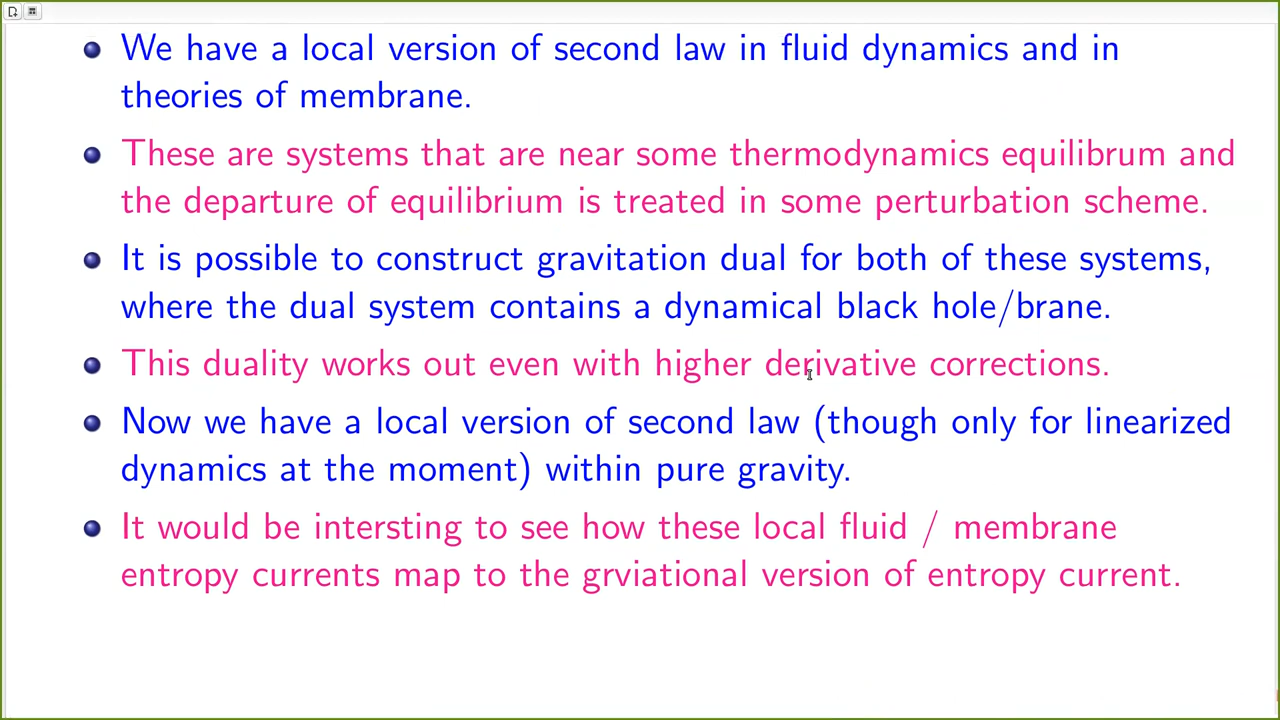 We have a local version of second law in fluid dynamics and in
theories of membrane.
These are systems that are near some thermodynamics equilibrum and
the departure of equilibrium is treated in some perturbation scheme.
It is possible to construct gravitation dual for both of these systems,
where the dual system contains a dynamical black hole/brane.
This duality works out even with higher derivative corrections.
Now we have a local version of second law (though only for linearized
dynamics at the moment) within pure gravity.
It would be intersting to see how these local fluid / membrane
entropy currents map to the grviational version of entropy current.